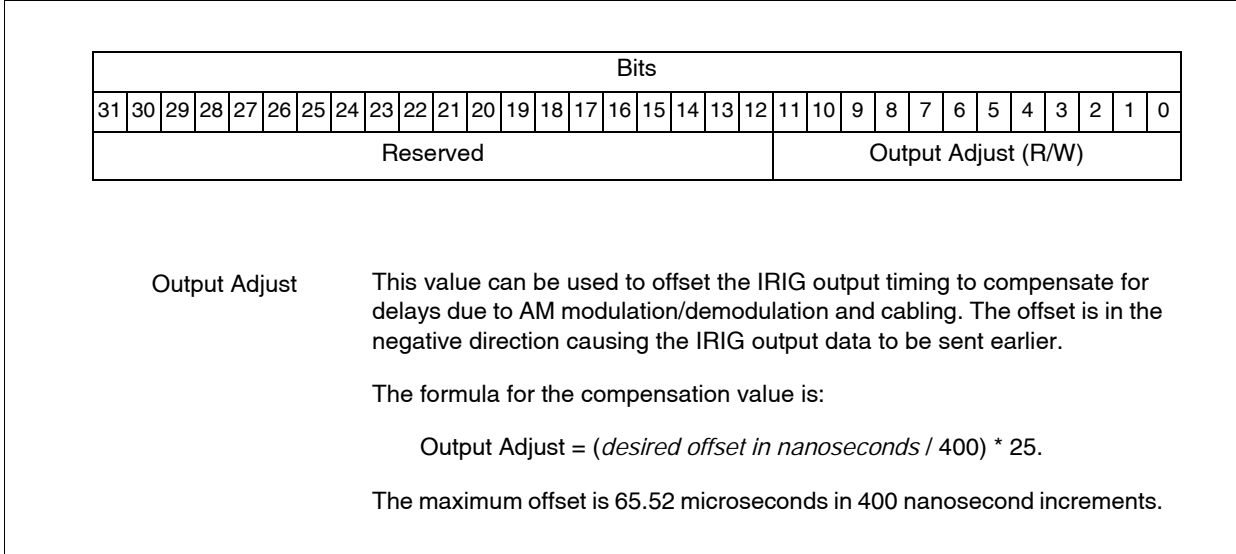 Bits
31 30 29 28 27 26 25 24 23 22 21 20 19 18 17 16 15 14 13 12 11 10 9 8 7 6 5 4 3 2 1 0
Reserved Output Adjust (R/W)
Output Adjust This value can be used to offset the IRIG output timing to compensate for
delays due to AM modulation/demodulation and cabling. The offset is in the
negative direction causing the IRIG output data to be sent earlier.
The formula for the compensation value is:
Output Adjust = (desired offset in nanoseconds / 400) * 25.
The maximum offset is 65.52 microseconds in 400 nanosecond increments.